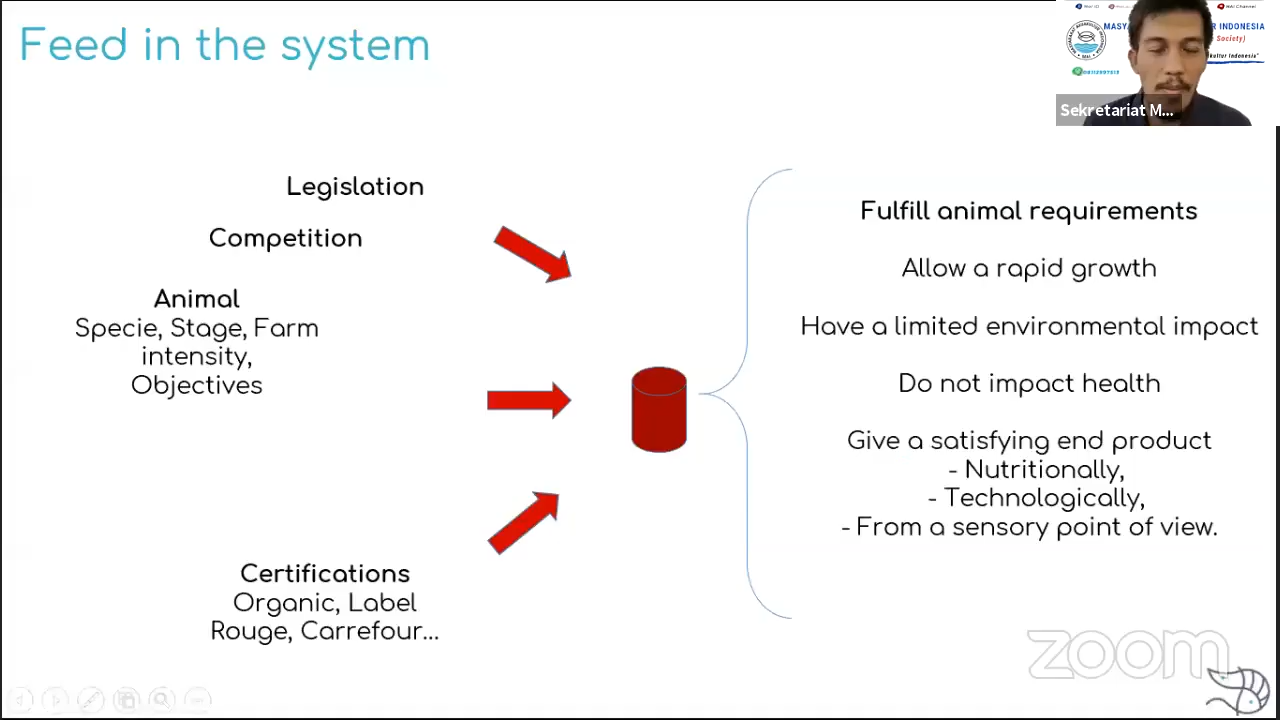 Feed in the system
MASYA
R INDONESIA
Society)
Sekretariat M...
Legislation
Competition
Animal
Specie, Stage, Farm
intensity,
Objectives
Certifications
Organic, Label
Rouge, Carrefour...
Fulfill animal requirements
Allow a rapid growth
Have a limited environmental impact
Do not impact health
Give a satisfying end product
- Nutritionally,
- Technologically,
- From a sensory point of view.
zoom